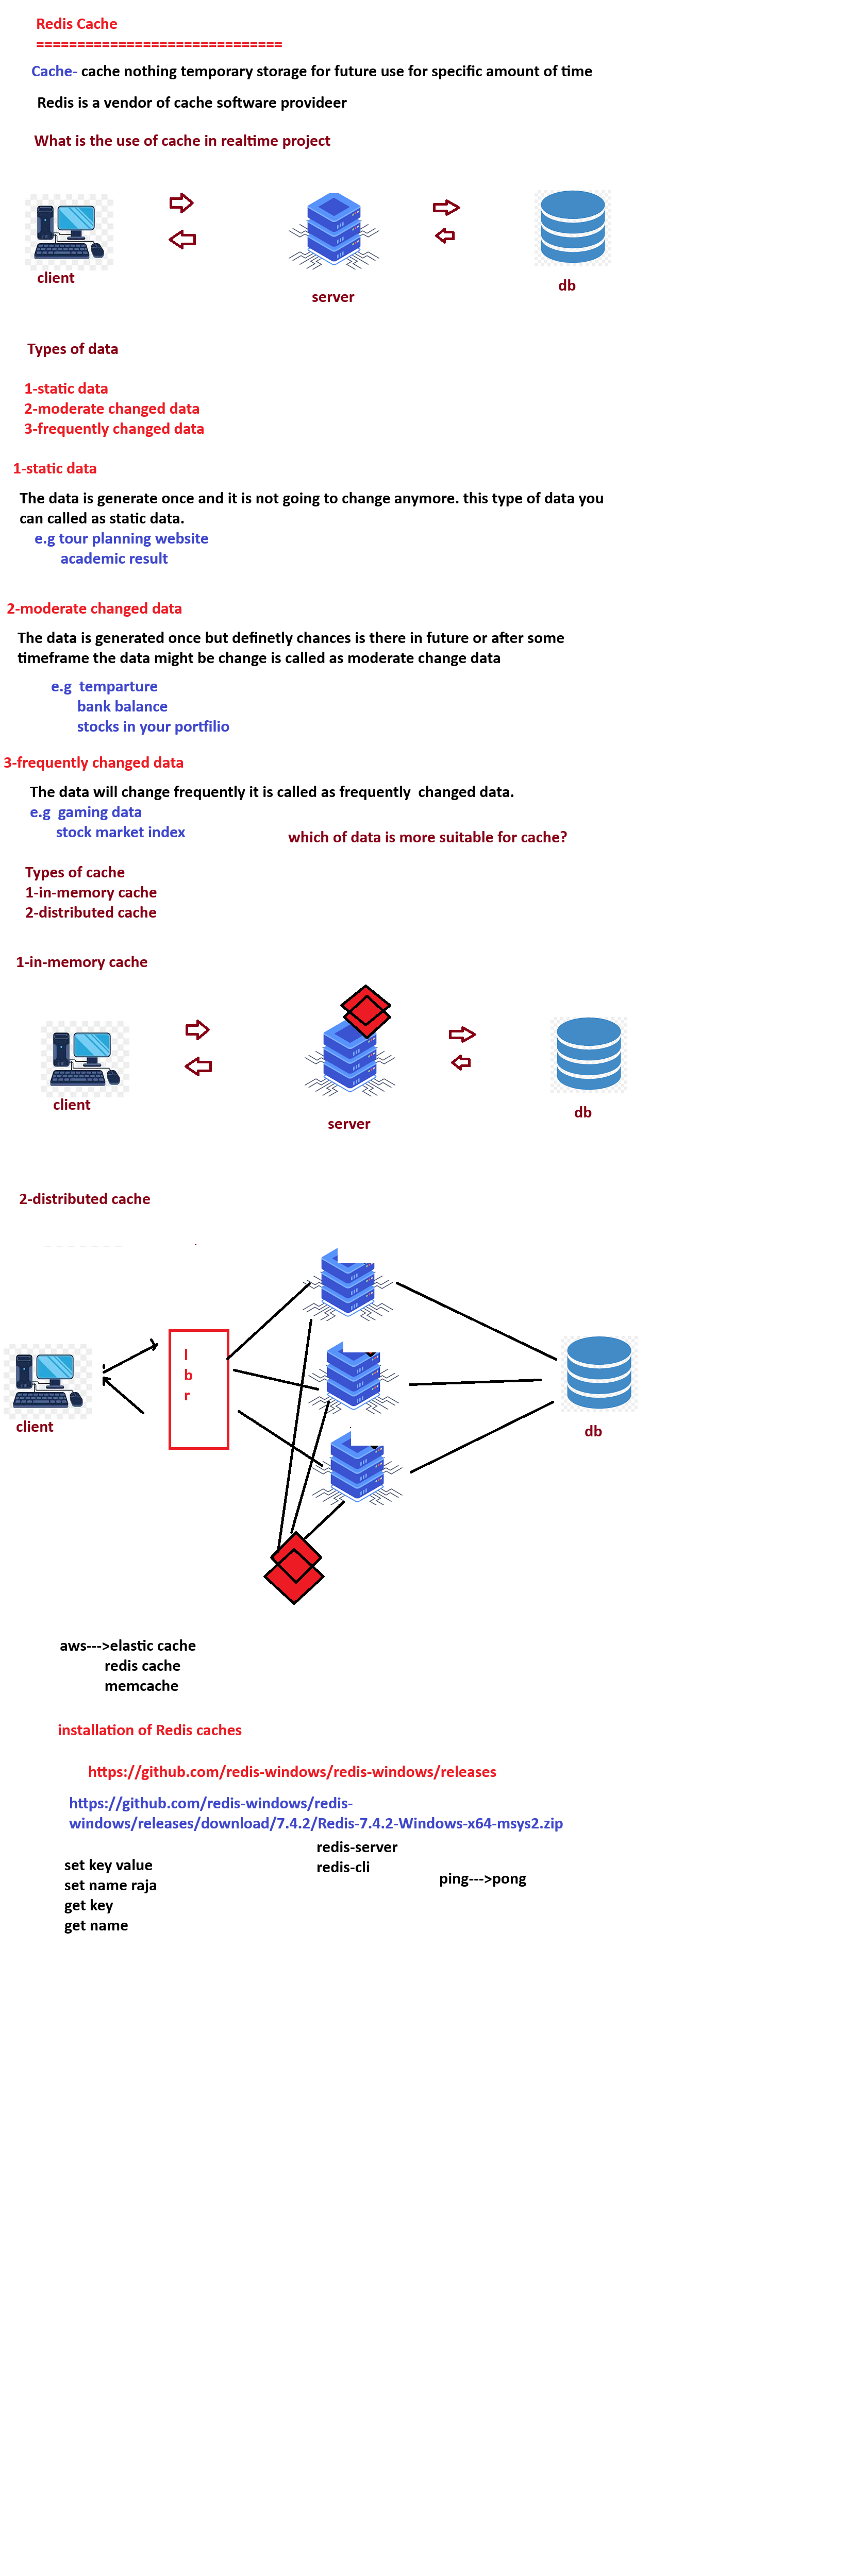 Redis Cache
==============================
Cache- cache nothing temporary storage for future use for specific amount of time
Redis is a vendor of cache software provideer
What is the use of cache in realtime project
client
server
db
Types of data
1-static data
2-moderate changed data
3-frequently changed data
1-static data
The data is generate once and it is not going to change anymore. this type of data you
can called as static data.
e.g tour planning website
academic result
2-moderate changed data
The data is generated once but definetly chances is there in future or after some
timeframe the data might be change is called as moderate change data
e.g  temparture
bank balance
stocks in your portfilio
3-frequently changed data
The data will change frequently it is called as frequently  changed data.
e.g  gaming data
stock market index
which of data is more suitable for cache?
Types of cache
1-in-memory cache
2-distributed cache
1-in-memory cache
client
server
db
2-distributed cache
l
b
r
client
db
aws--->elastic cache
redis cache
memcache
installation of Redis caches
https://github.com/redis-windows/redis-windows/releases
https://github.com/redis-windows/redis-
windows/releases/download/7.4.2/Redis-7.4.2-Windows-x64-msys2.zip
redis-server
redis-cli
ping--->pong
set key value
set name raja
get key
get name